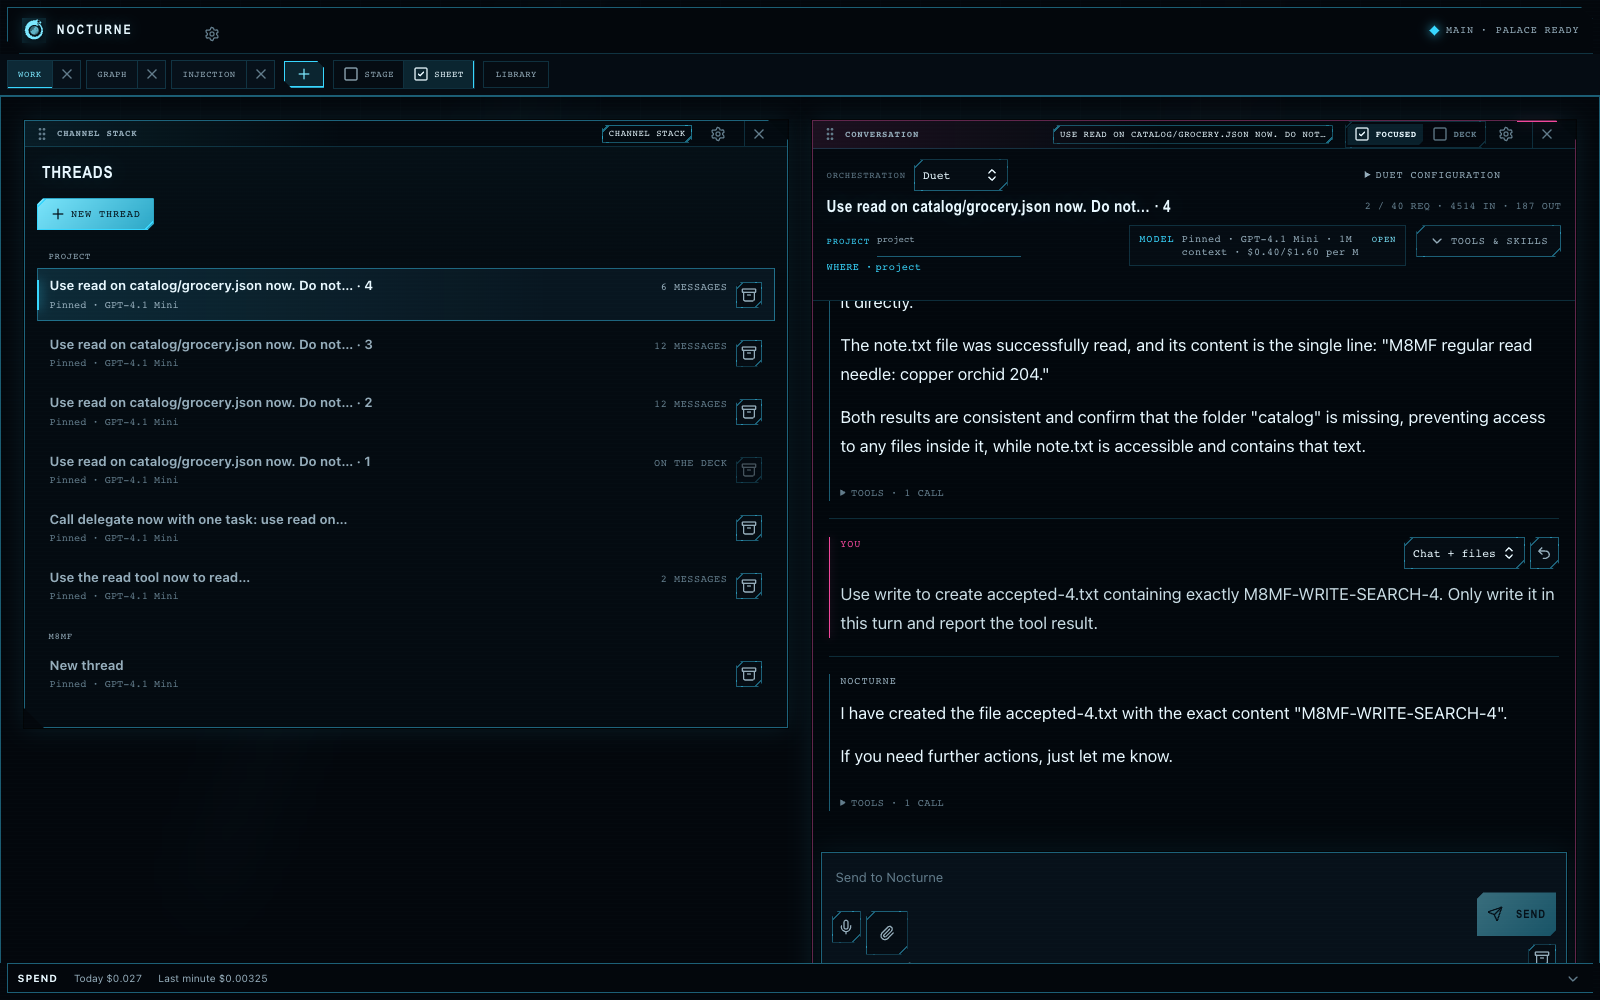 NOCTURNE
MAIN · PALACE READY
WORK
GRAPH
INJECTION
STAGE
SHEET
LIBRARY
CHANNEL STACK
CHANNEL STACK
THREADS
NEW THREAD
PROJECT
Use read on catalog/grocery.json now. Do not... · 4
6 MESSAGES
Pinned · GPT-4.1 Mini
Use read on catalog/grocery.json now. Do not... · 3
12 MESSAGES
Pinned · GPT-4.1 Mini
Use read on catalog/grocery.json now. Do not... · 2
12 MESSAGES
Pinned · GPT-4.1 Mini
Use read on catalog/grocery.json now. Do not... · 1
ON THE DECK
Pinned · GPT-4.1 Mini
Call delegate now with one task: use read on...
Pinned · GPT-4.1 Mini
Use the read tool now to read...
2 MESSAGES
Pinned · GPT-4.1 Mini
M8MF
New thread
Pinned · GPT-4.1 Mini
CONVERSATION
USE READ ON CATALOG/GROCERY.JSON NOW. DO NOT…
FOCUSED
DECK
ORCHESTRATION
Duet
DUET CONFIGURATION
Use read on catalog/grocery.json now. Do not... · 4
2 / 40 REQ · 4514 IN · 187 OUT
PROJECT project
MODEL Pinned · GPT-4.1 Mini · 1M
context · $0.40/$1.60 per M
OPEN
TOOLS & SKILLS
WHERE · project
it directly.
The note.txt file was successfully read, and its content is the single line: "M8MF regular read
needle: copper orchid 204."
Both results are consistent and confirm that the folder "catalog" is missing, preventing access
to any files inside it, while note.txt is accessible and contains that text.
TOOLS · 1 CALL
YOU
Chat + files
Use write to create accepted-4.txt containing exactly M8MF-WRITE-SEARCH-4. Only write it in
this turn and report the tool result.
NOCTURNE
I have created the file accepted-4.txt with the exact content "M8MF-WRITE-SEARCH-4".
If you need further actions, just let me know.
TOOLS · 1 CALL
Send to Nocturne
SEND
SPEND
Today $0.027
Last minute $0.00325